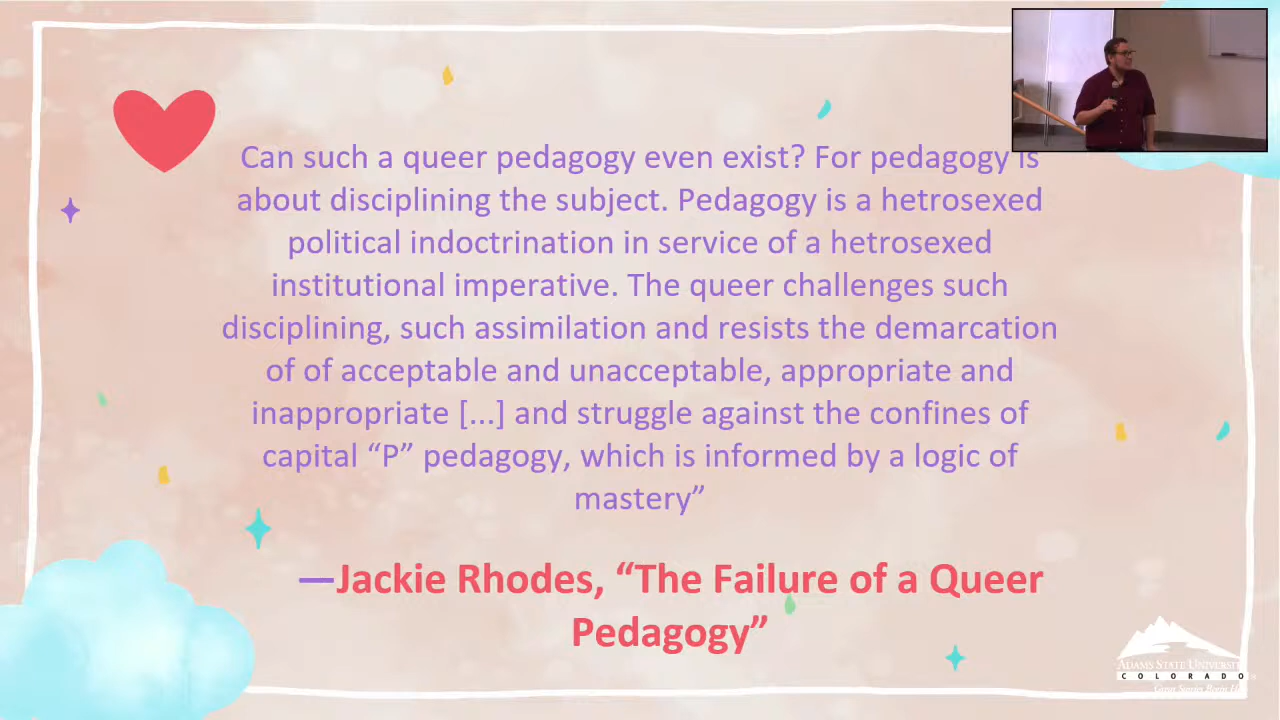 Can such a queer pedagogy even exist? For pedagogy is
about disciplining the subject. Pedagogy is a hetrosexed
political indoctrination in service of a hetrosexed
institutional imperative. The queer challenges such
disciplining, such assimilation and resists the demarcation
of of acceptable and unacceptable, appropriate and
inappropriate [...] and struggle against the confines of
capital “P” pedagogy, which is informed by a logic of
mastery”
—Jackie Rhodes, “The Failure of a Queer
Pedagogy”
ADAMS STATE UNIVERSITY
COLORADO
Great Stories Begin